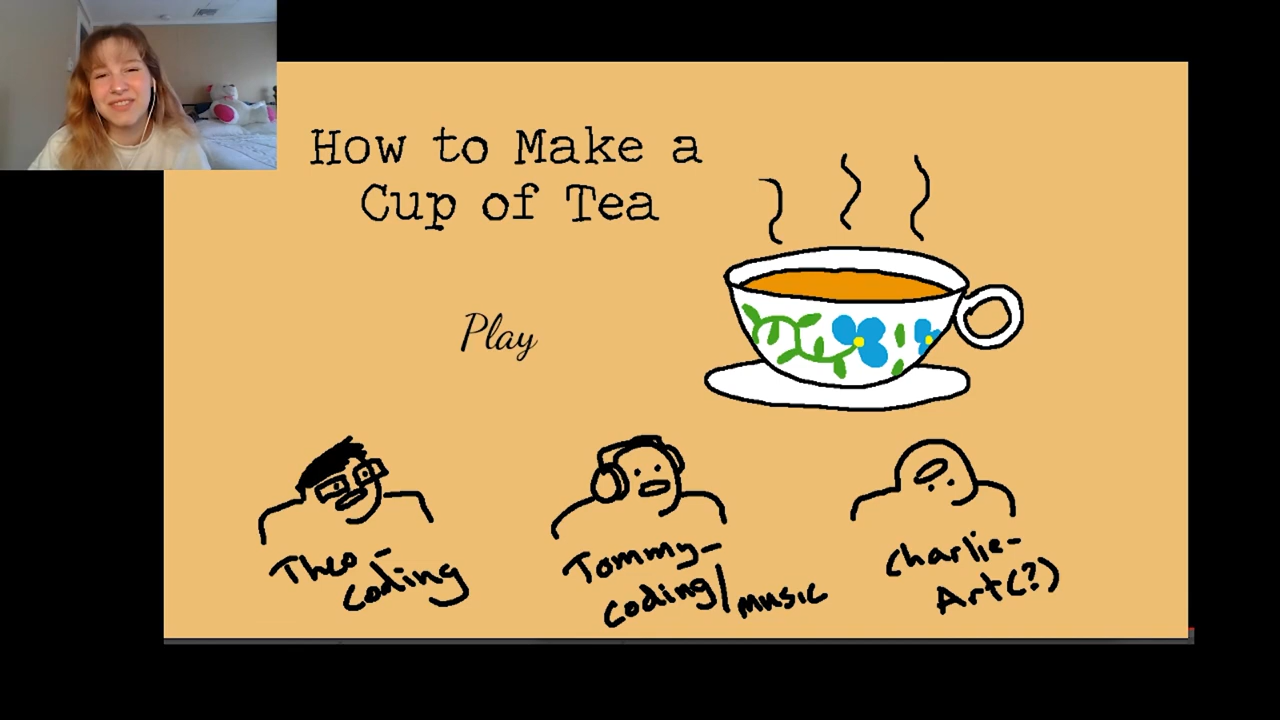 How to Make a
Cup of Tea
Play
Theo-
coding
Tommy-
coding/music
Charlie-
Art(?)